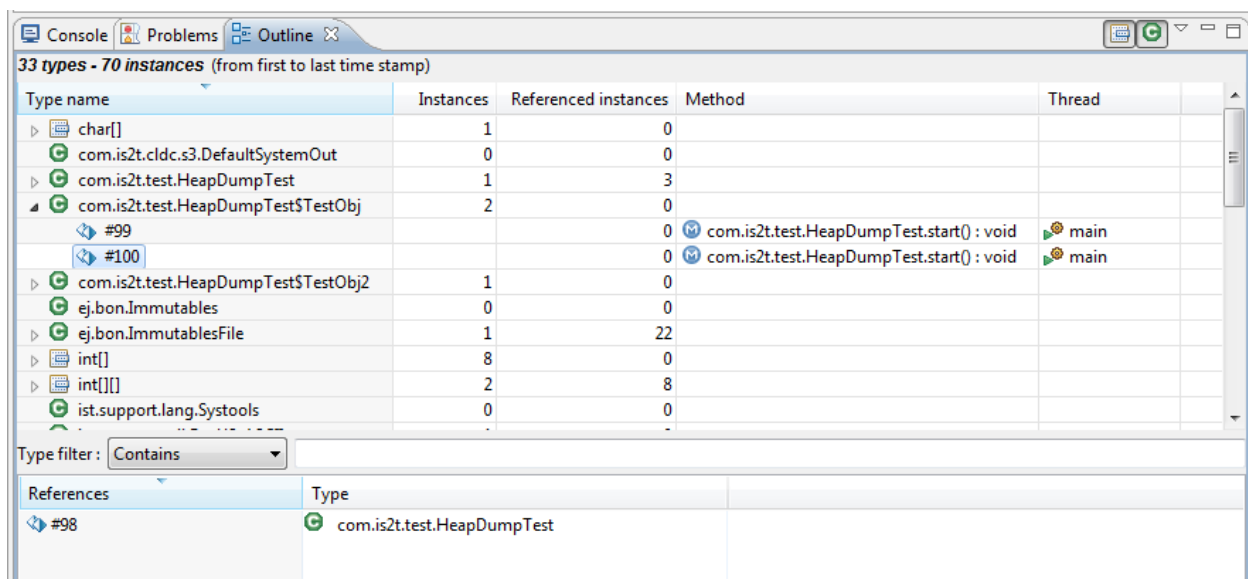 Console Problems Outline
33 types - 70 instances (from first to last time stamp)
Type name Instances Referenced instances Method Thread
char[] 1 0
com.is2t.cldc.s3.DefaultSystemOut 0 0
com.is2t.test.HeapDumpTest 1 3
com.is2t.test.HeapDumpTest$TestObj 2 0
#99 0 com.is2t.test.HeapDumpTest.start() : void main
#100 0 com.is2t.test.HeapDumpTest.start() : void main
com.is2t.test.HeapDumpTest$TestObj2 1 0
ej.bon.Immutables 0 0
ej.bon.ImmutablesFile 1 22
int[] 8 0
int[][] 2 8
ist.support.lang.Systools 0 0
Type filter : Contains
References Type
#98 com.is2t.test.HeapDumpTest